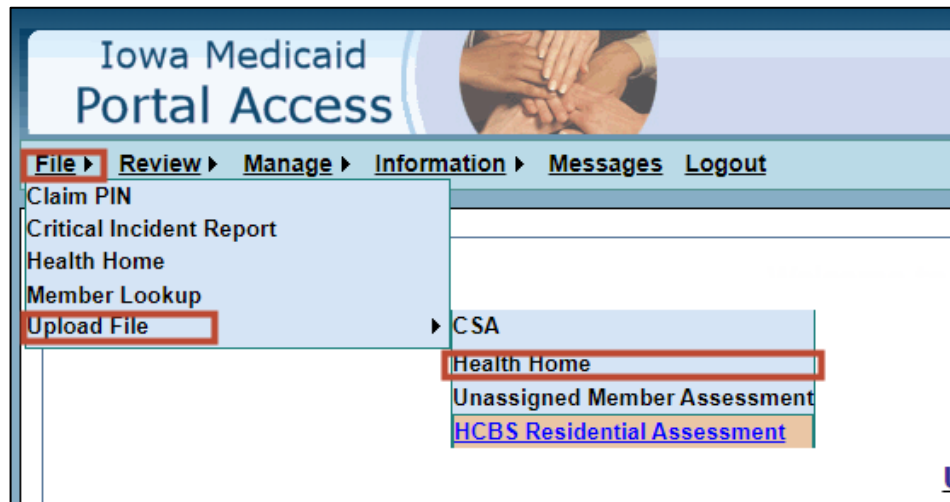 Iowa Medicaid
Portal Access
File Review Manage Information Messages Logout
Claim PIN
Critical Incident Report
Health Home
Member Lookup
Upload File
CSA
Health Home
Unassigned Member Assessment
HCBS Residential Assessment